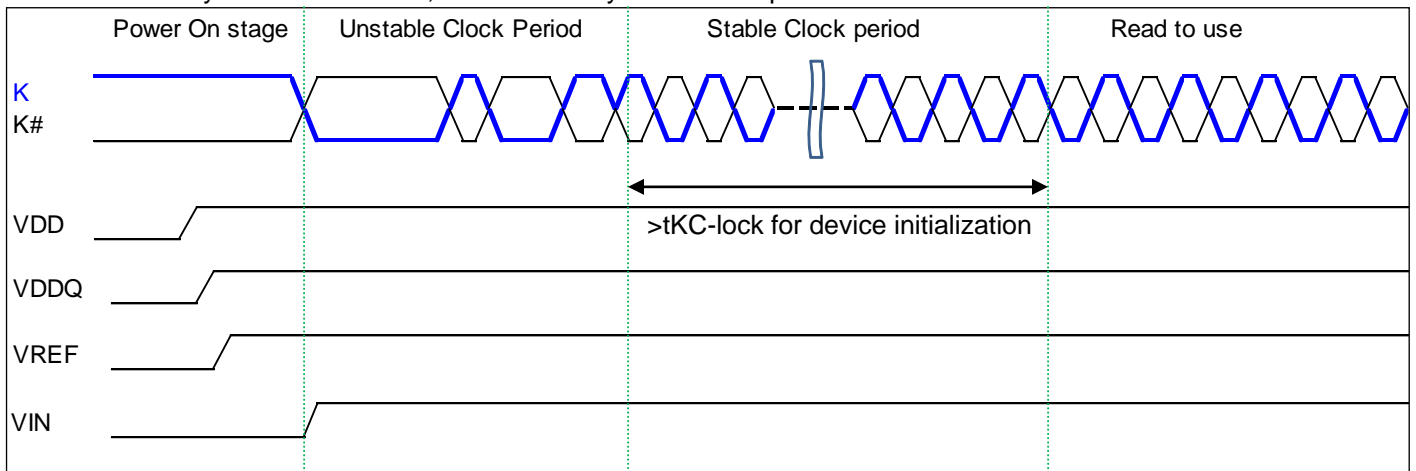 Power On stage
Unstable Clock Period
Stable Clock period
Read to use
K
K#
VDD
>tKC-lock for device initialization
VDDQ
VREF
VIN